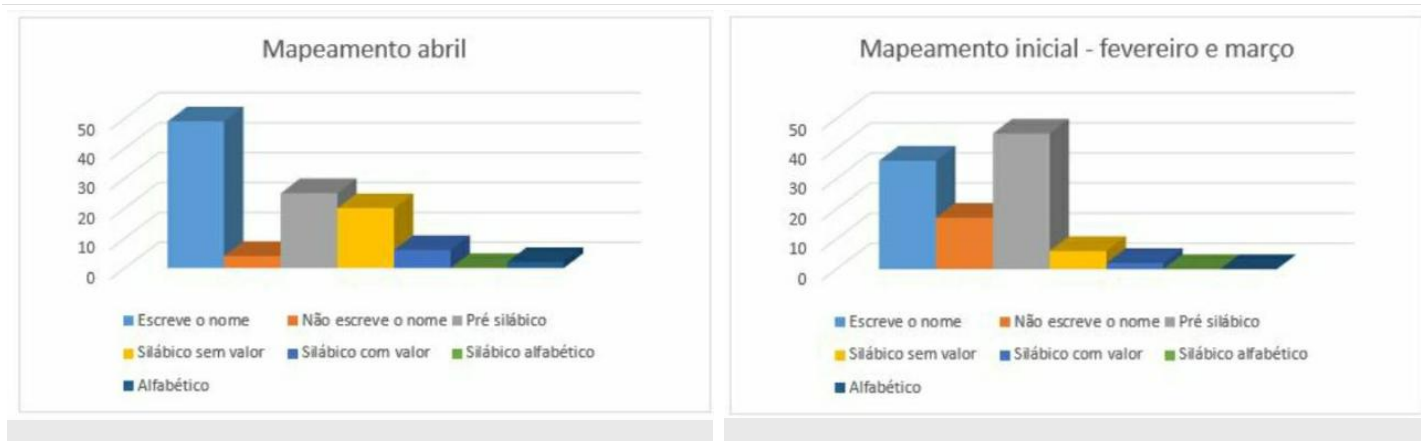 Mapeamento abril
50
40
30
20
10
0
Escreve o nome Não escreve o nome Pré silábico
Silábico sem valor Silábico com valor Silábico alfabético
Alfabético
Mapeamento inicial - fevereiro e março
50
40
30
20
10
0
Escreve o nome Não escreve o nome Pré silábico
Silábico sem valor Silábico com valor Silábico alfabético
Alfabético